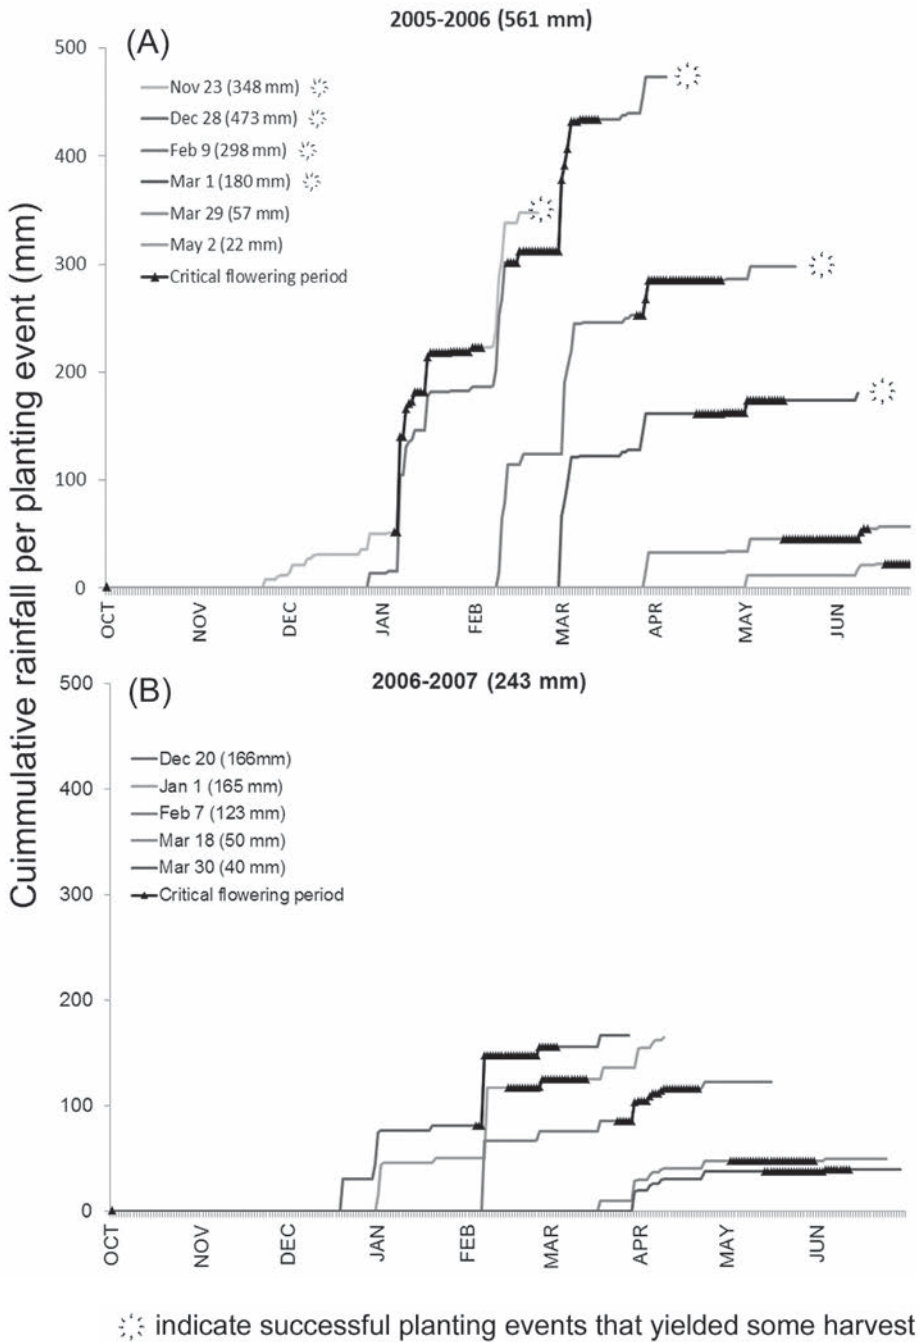 2005-2006 (561 mm)
(A)
500
400
300
200
100
0
Nov 23 (348 mm)
Dec 28 (473 mm)
Feb 9 (298 mm)
Mar 1 (180 mm)
Mar 29 (57 mm)
May 2 (22 mm)
Critical flowering period
OCT
NOV
DEC
JAN
FEB
MAR
APR
MAY
JUN
Cuimmulative rainfall per planting event (mm)
(B)
2006-2007 (243 mm)
500
400
300
200
100
0
Dec 20 (166mm)
Jan 1 (165 mm)
Feb 7 (123 mm)
Mar 18 (50 mm)
Mar 30 (40 mm)
Critical flowering period
OCT
NOV
DEC
JAN
FEB
MAR
APR
MAY
JUN
indicate successful planting events that yielded some harvest